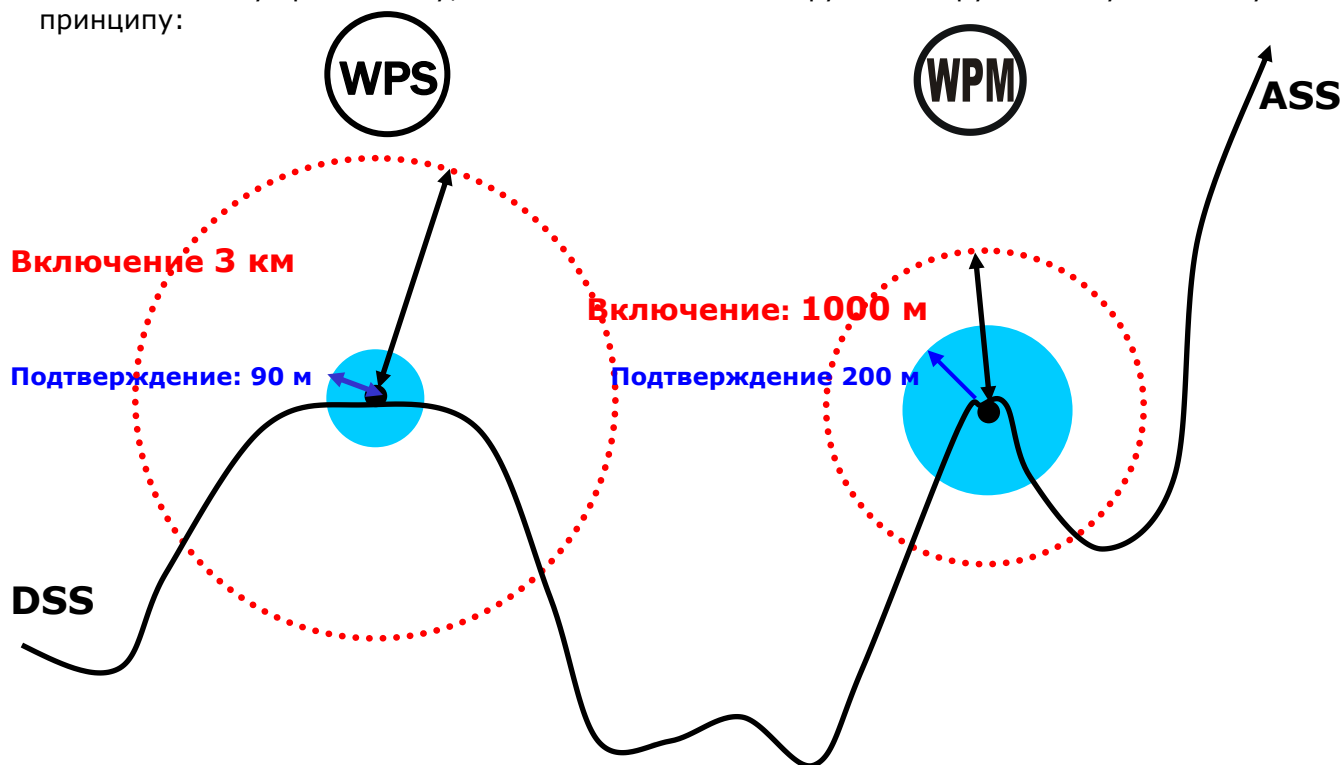 принципу:
WPS
WPM
ASS
Включение 3 км
Включение: 1000 м
Подтверждение: 90 м
Подтверждение 200 м
DSS